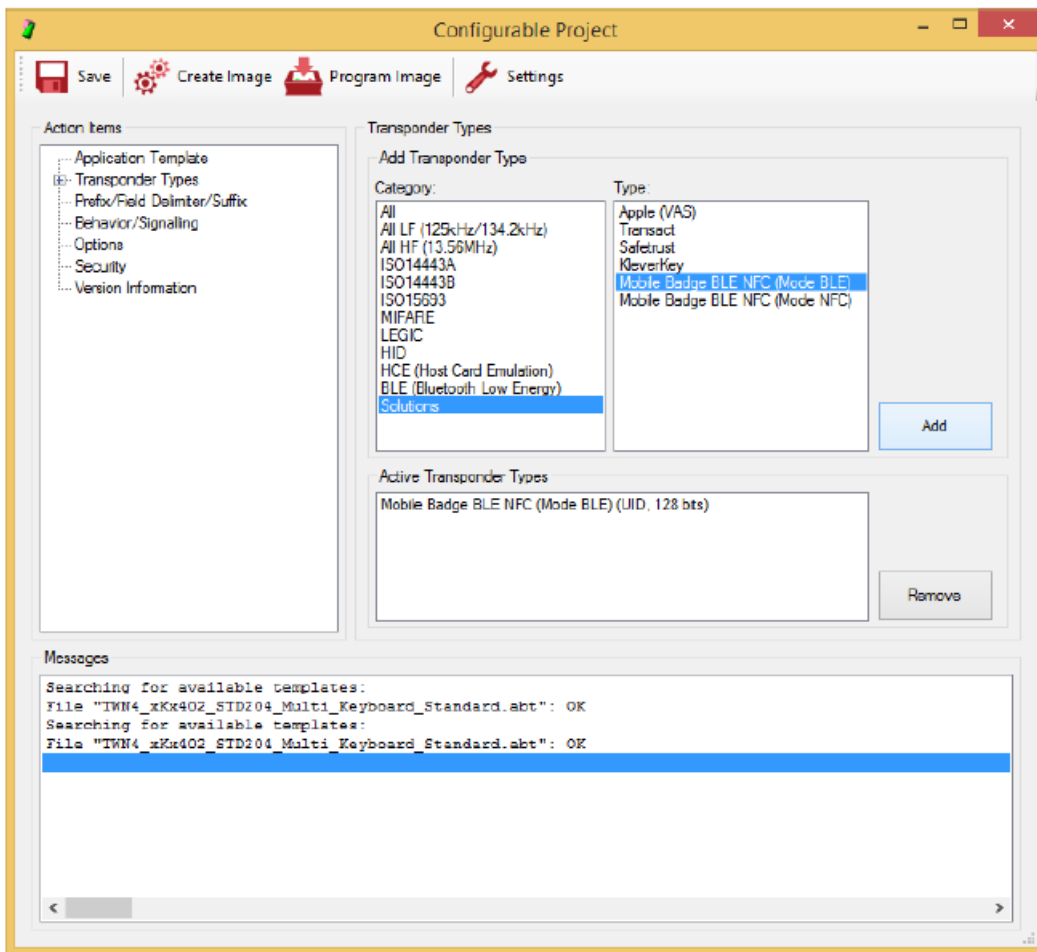 Configurable Project
Save Create Image Program Image Settings
Action Items
Application Template
Transponder Types
Prefix/Field Delimiter/Suffix
Behavior/Signalling
Options
Security
Version Information
Transponder Types
Add Transponder Type
Category:
All
All LF (125kHz/134.2kHz)
All HF (13.56MHz)
ISO14443A
ISO14443B
ISO15693
MIFARE
LEGIC
HID
HCE (Host Card Emulation)
BLE (Bluetooth Low Energy)
Solutions
Type:
Apple (VAS)
Transact
Safetrust
KleverKey
Mobile Badge BLE NFC (Mode BLE)
Mobile Badge BLE NFC (Mode NFC)
Add
Active Transponder Types
Mobile Badge BLE NFC (Mode BLE) (UID, 128 bits)
Remove
Messages
Searching for available templates:
File "TWN4_xKx402_STD204_Multi_Keyboard_Standard.abt": OK
Searching for available templates:
File "TWN4_xKx402_STD204_Multi_Keyboard_Standard.abt": OK